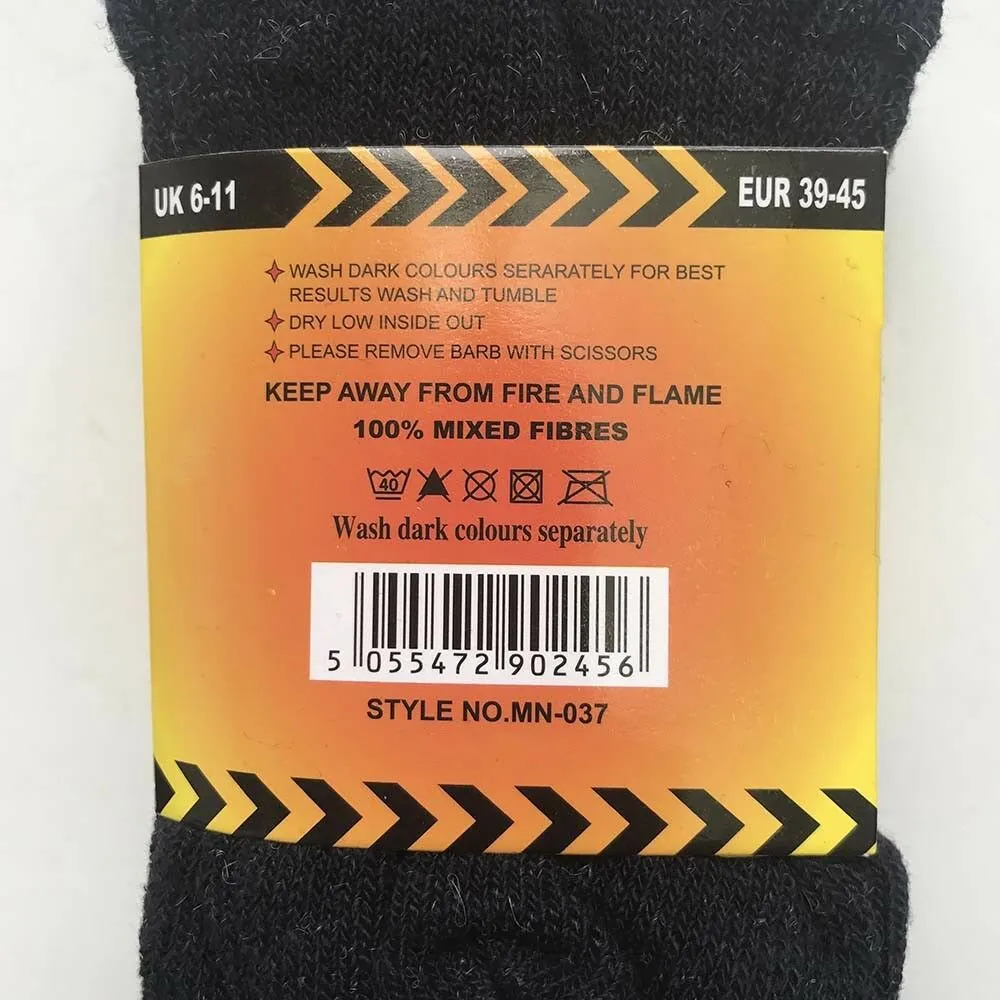 UK 6-11
EUR 39-45
WASH DARK COLOURS SERARATELY FOR BEST
RESULTS WASH AND TUMBLE
DRY LOW INSIDE OUT
PLEASE REMOVE BARB WITH SCISSORS
KEEP AWAY FROM FIRE AND FLAME
100% MIXED FIBRES
40
Wash dark colours separately
5 055472 902456
STYLE NO.MN-037